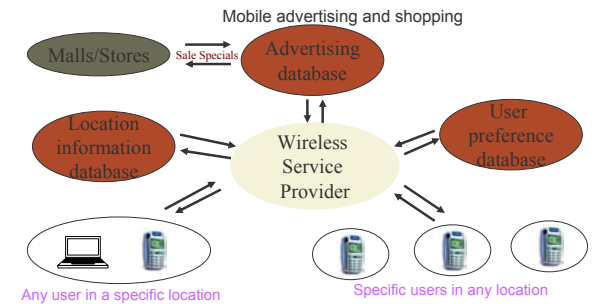 Mobile advertising and shopping
Malls/Stores
Sale Specials
Advertising
database
Location
information
database
Wireless
Service
Provider
User
preference
database
Any user in a specific location
Specific users in any location